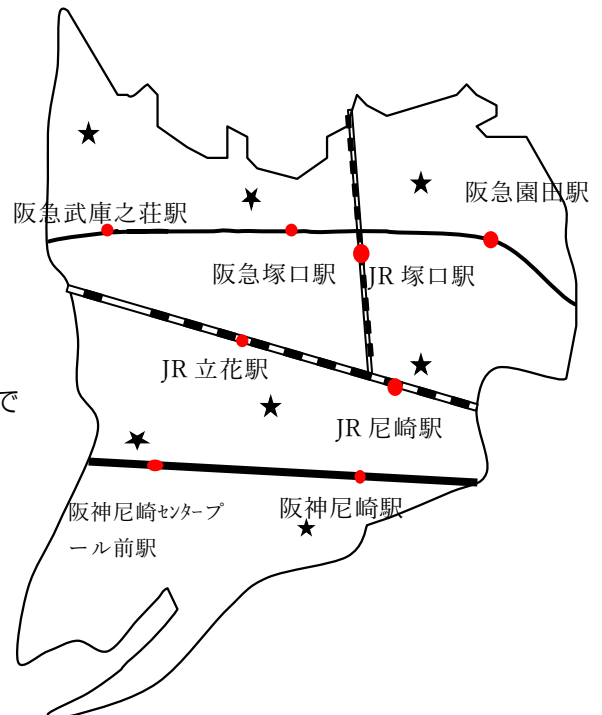 阪急園田駅
阪急武庫之荘駅
阪急塚口駅
JR 塚口駅
JR 立花駅
で
JR 尼崎駅
阪神尼崎駅
阪神尼崎センタープ
ール前駅